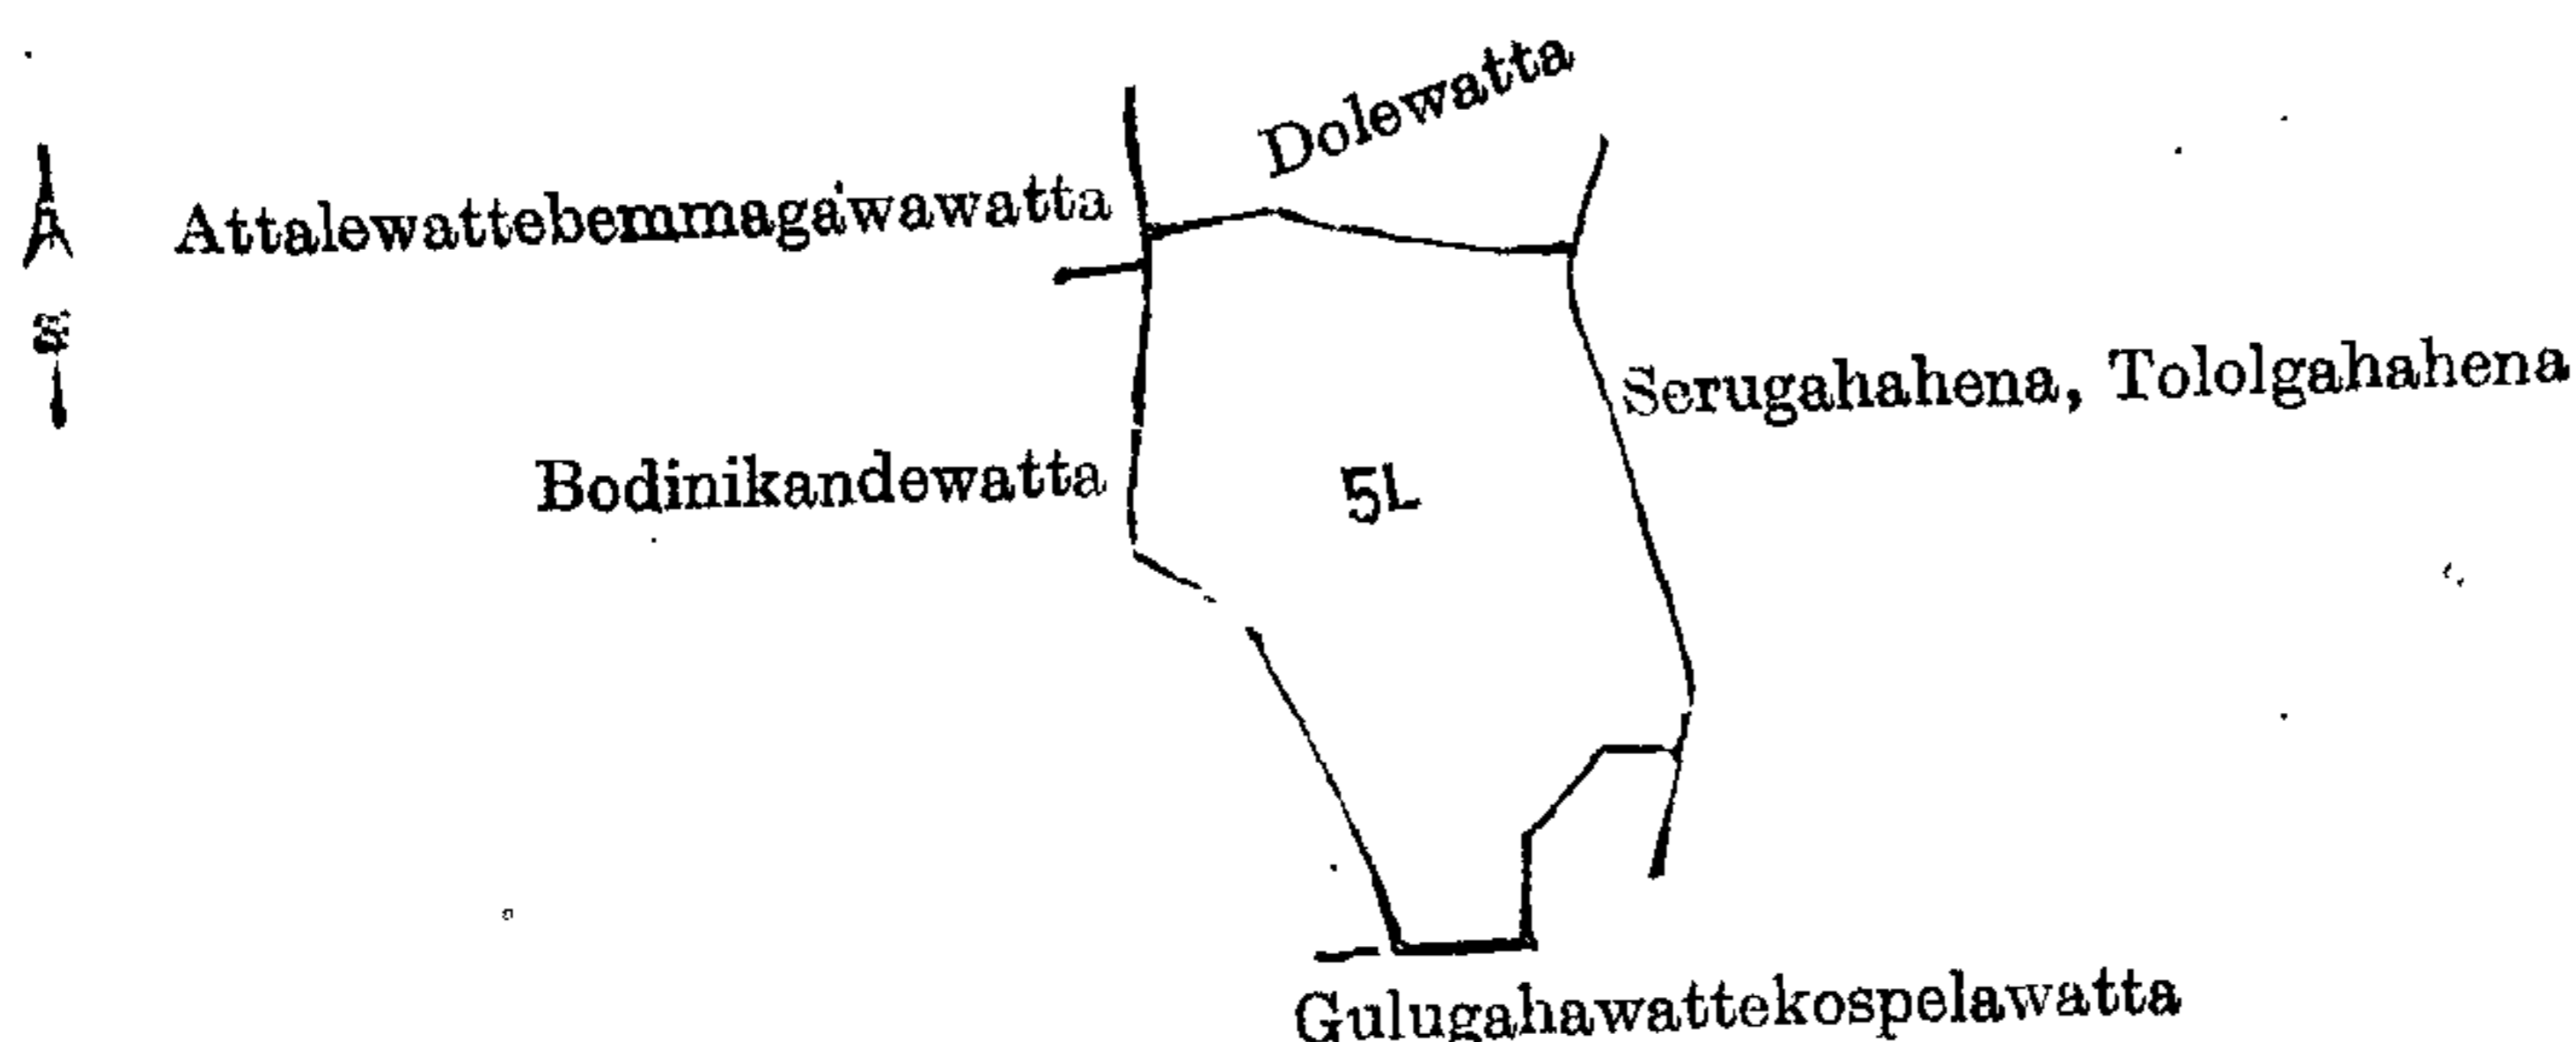 Dolewatta
Attalewattebemmagawawatta
Serugahahena, Tololgahahena
Bodinikandewatta
5L
Gulugahawattekospelawatta